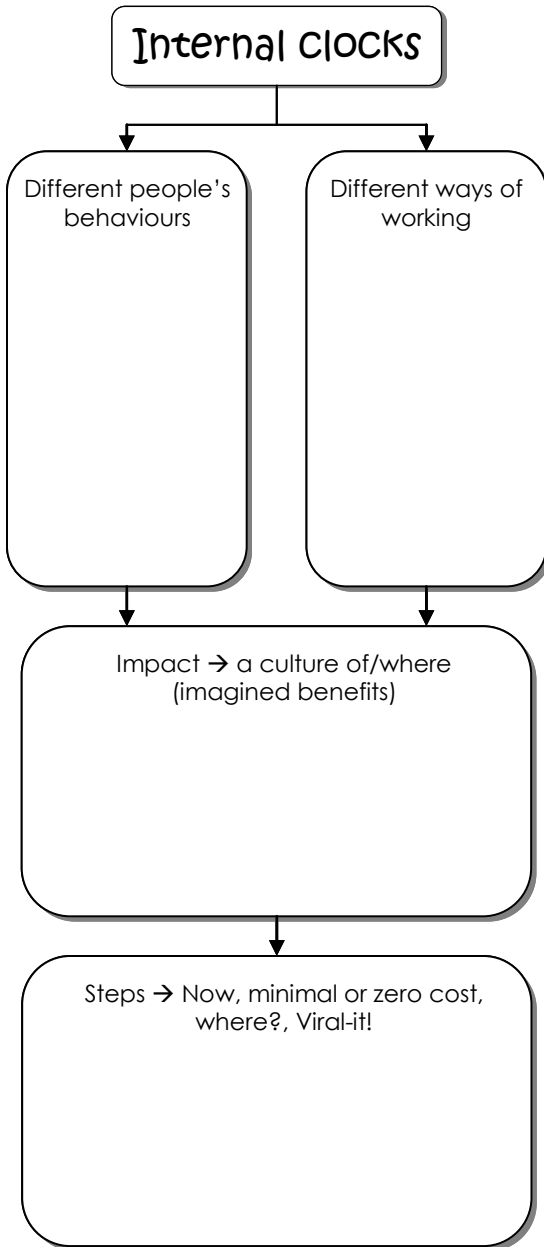 Internal clocks
Different people's
behaviours
Different ways of
working
Impact → a culture of/where
(imagined benefits)
Steps → Now, minimal or zero cost,
where?, Viral-it!